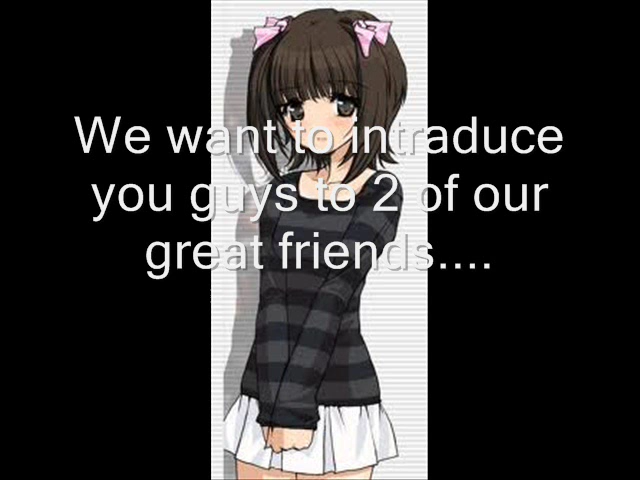 We want to intraduce
you guys to 2 of our
great friends....